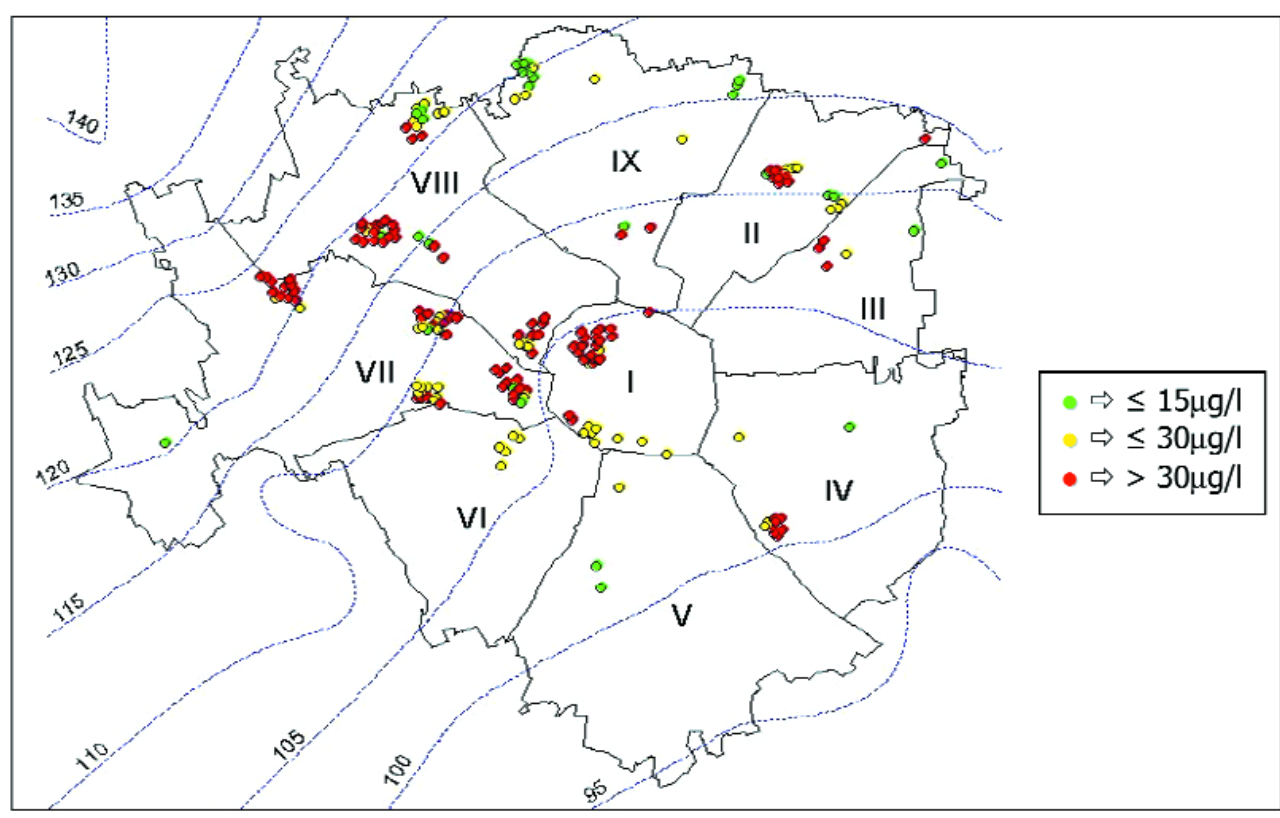 140
135
130
125
120
115
110
105
100
95
VIII
IX
II
III
VII
I
VI
IV
V
⇨ ≤ 15μg/l
⇨ ≤ 30μg/l
⇨ > 30μg/l